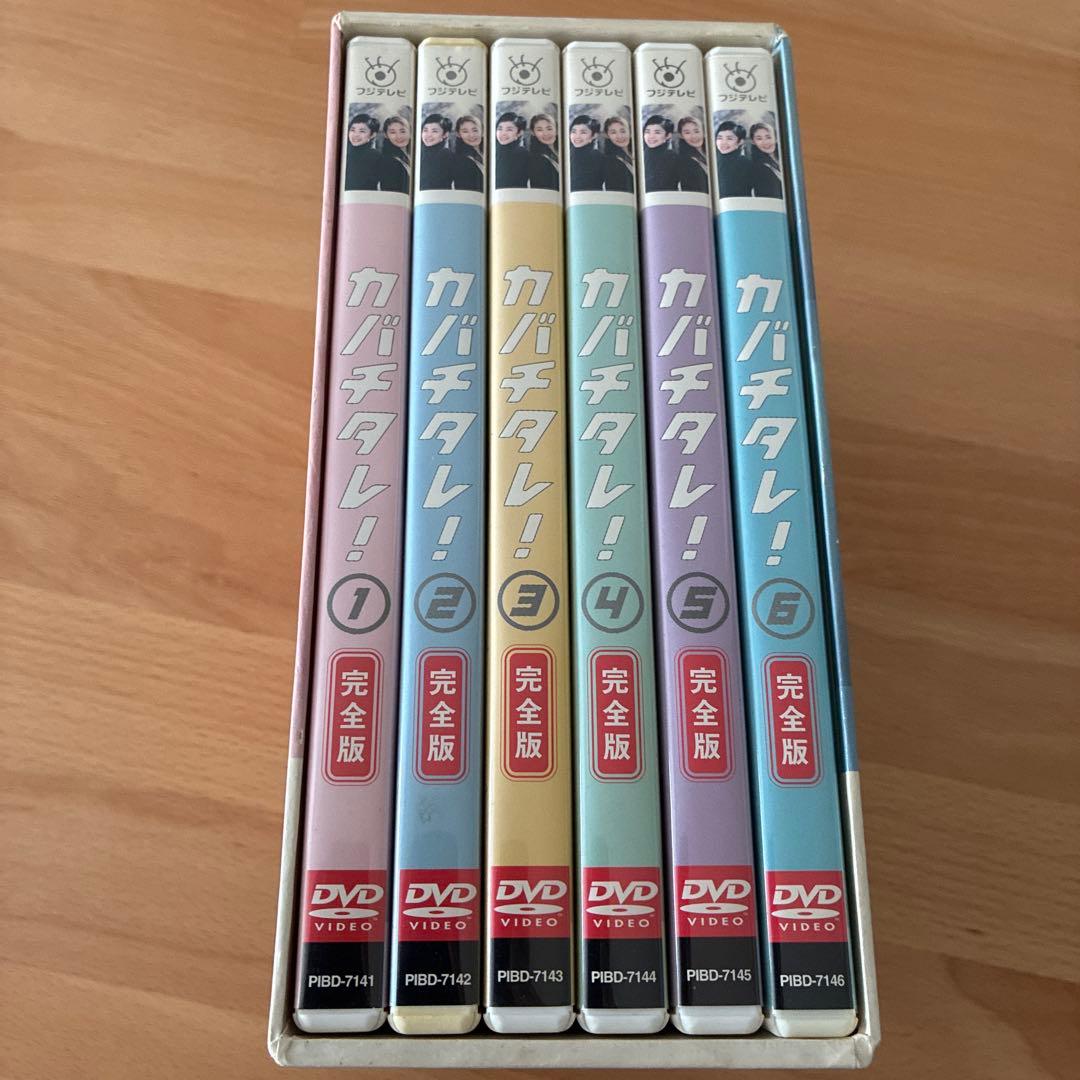 フジテレビ
カバチタレ!
1
完全版
DVD
VIDEO
PIBD-7141
フジテレビ
カバチタレ!
2
完全版
DVD
VIDEO
PIBD-7142
フジテレビ
カバチタレ!
3
完全版
DVD
VIDEO
PIBD-7143
フジテレビ
カバチタレ!
4
完全版
DVD
VIDEO
PIBD-7144
フジテレビ
カバチタレ!
5
完全版
DVD
VIDEO
PIBD-7145
フジテレビ
カバチタレ!
6
完全版
DVD
VIDEO
PIBD-7146